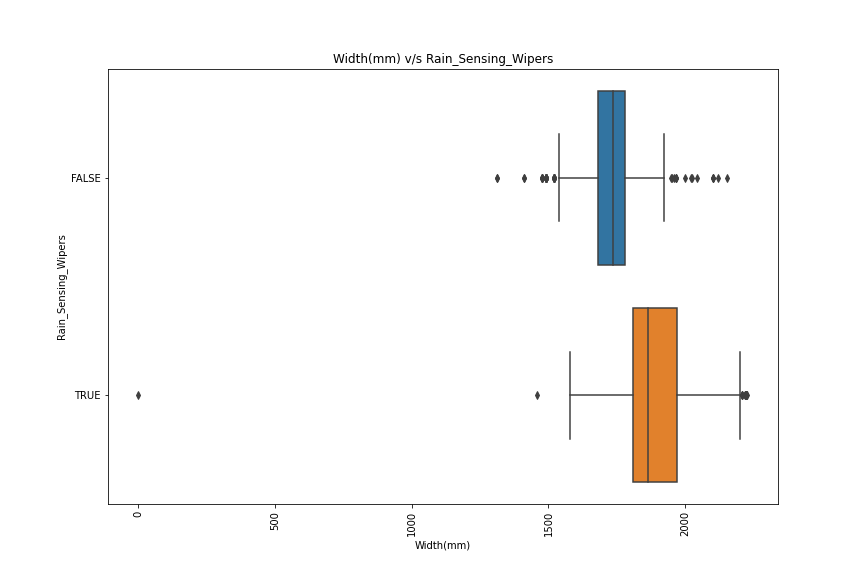 Width(mm) v/s Rain_Sensing_Wipers
FALSE
TRUE
Rain_Sensing_Wipers
0
500
1000
1500
2000
Width(mm)